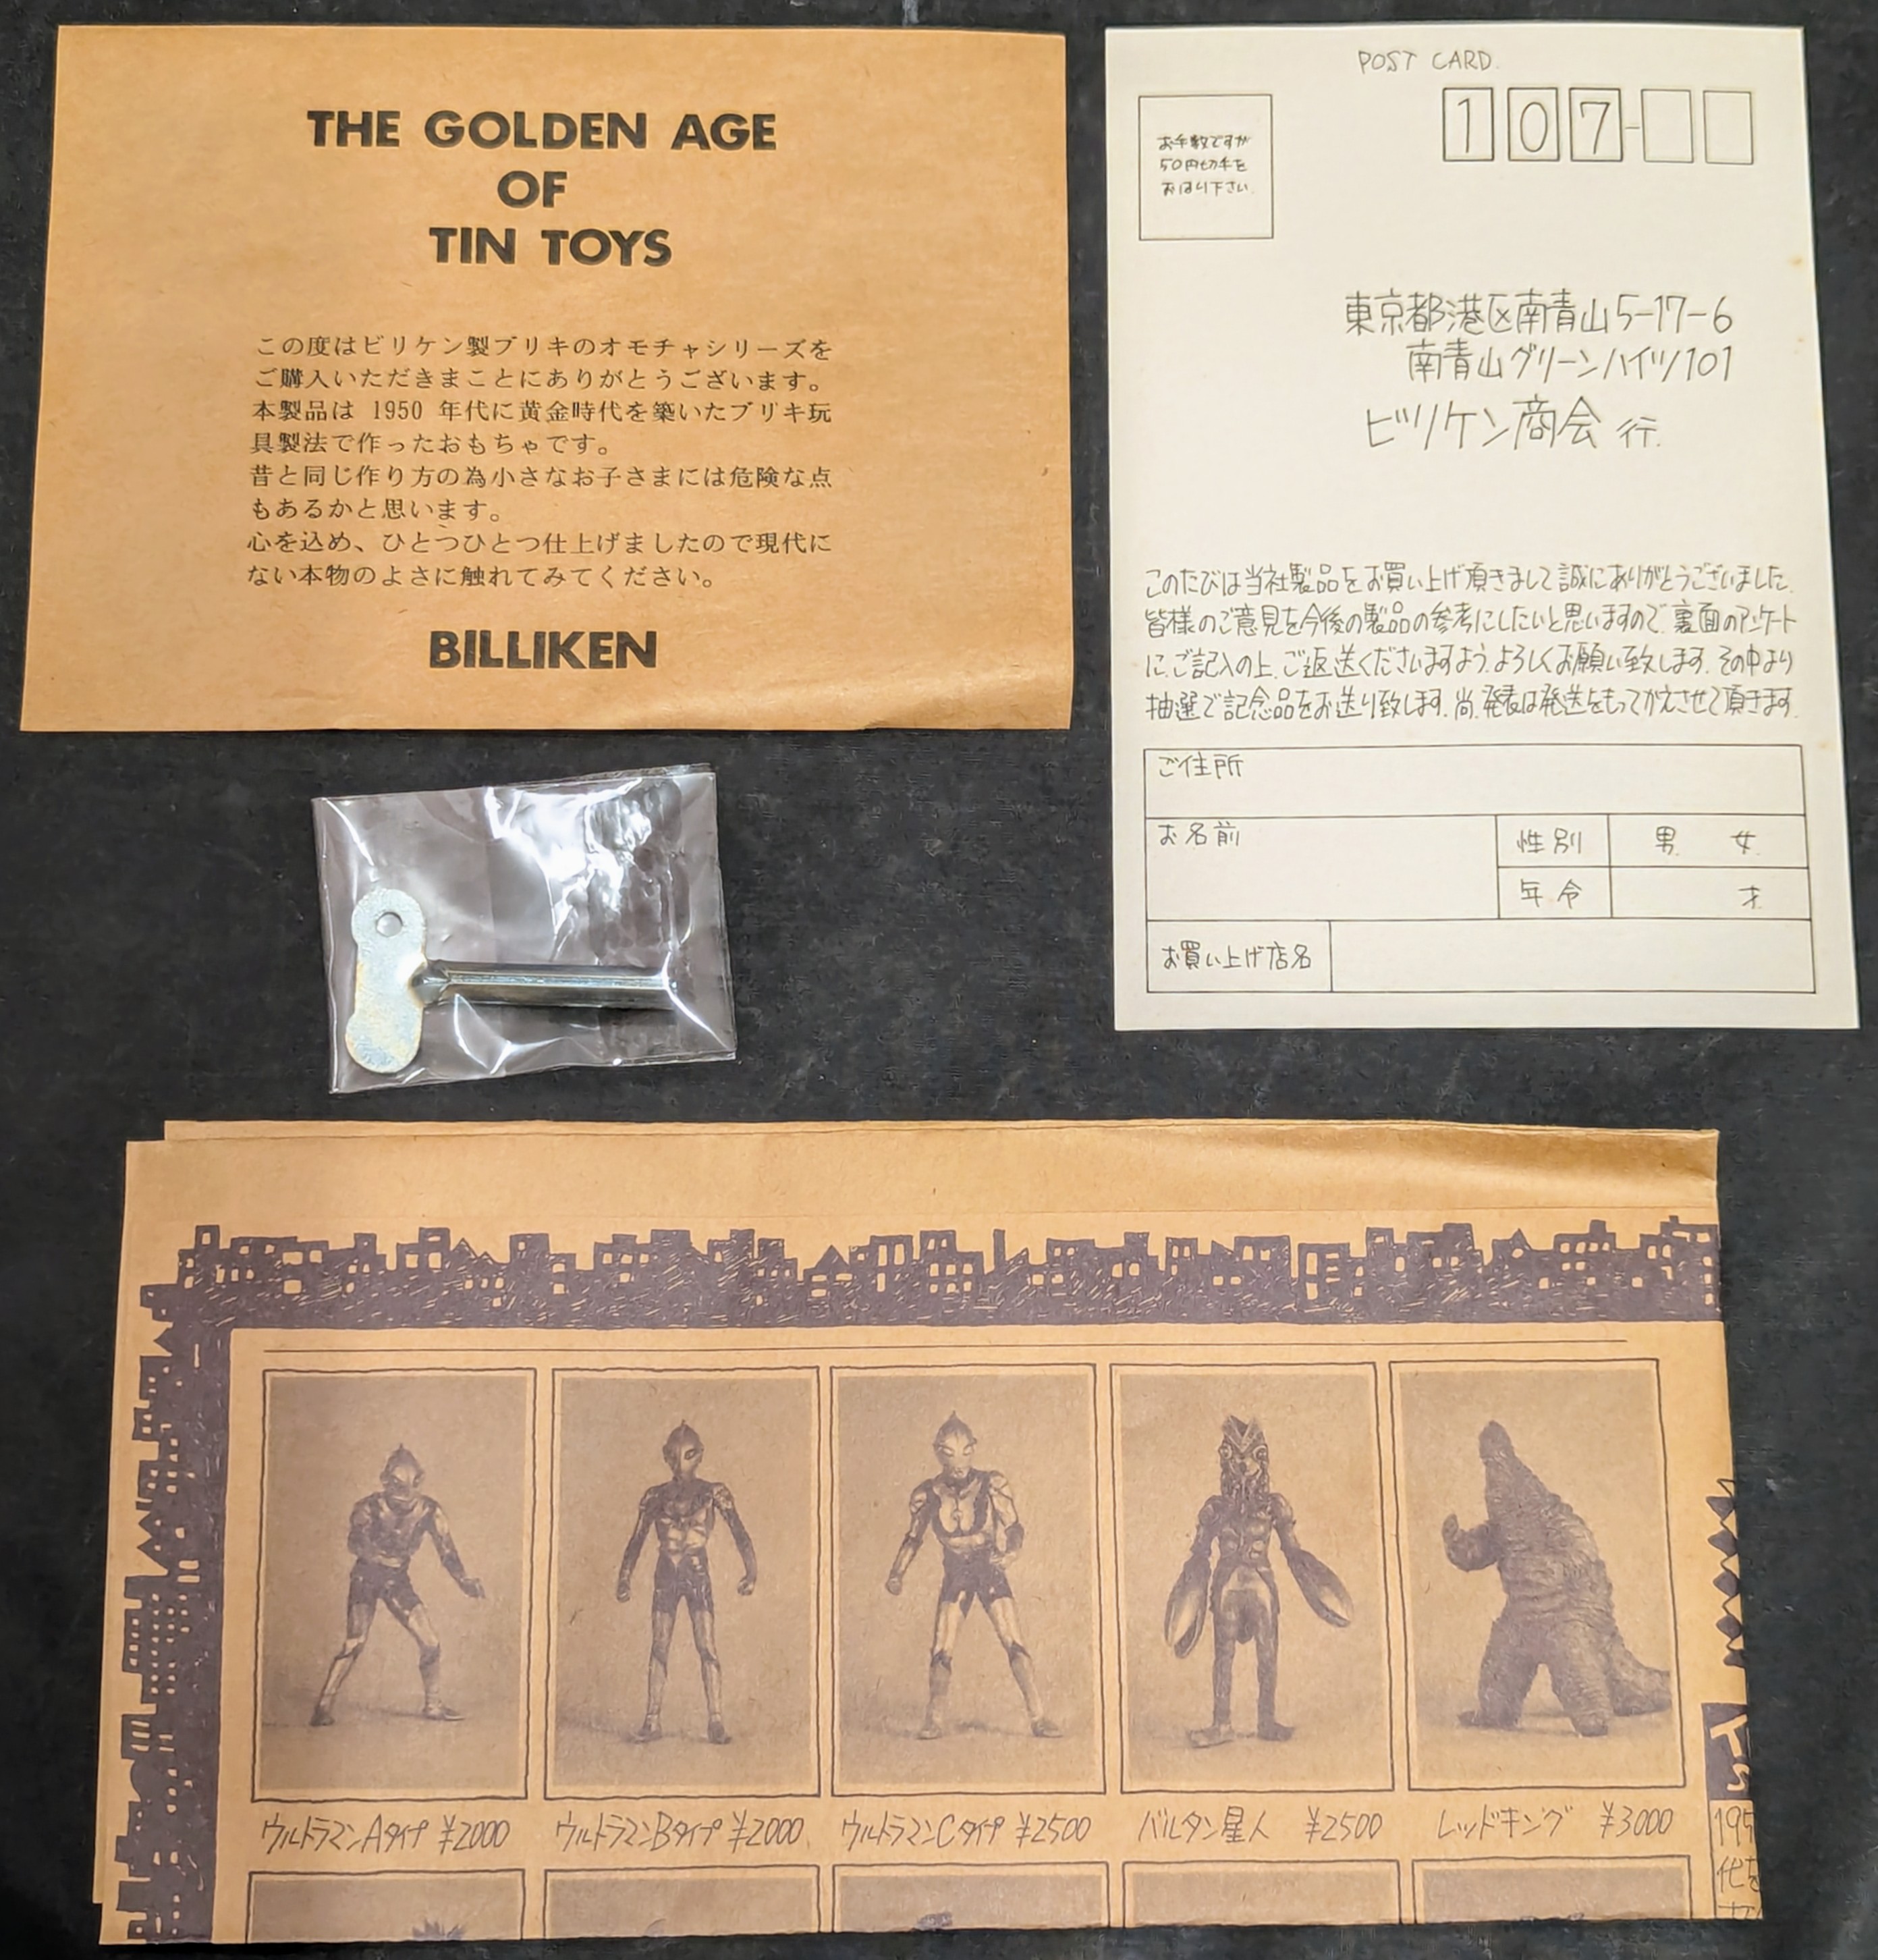 THE GOLDEN AGE
OF
TIN TOYS
この度はビリケン製ブリキのオモチャシリーズを
ご購入いただきまことにありがとうございます。
本製品は 1950 年代に黄金時代を築いたブリキ玩
具製法で作ったおもちゃです。
昔と同じ作り方の為小さなお子さまには危険な点
もあるかと思います。
心を込め、ひとつひとつ仕上げましたので現代に
ない本物のよさに触れてみてください。
BILLIKEN
POST CARD.
お手数ですが
50円切手を
おはり下さい.
107-
東京都港区南青山5-17-6
南青山グリーンハイツ101
ビリケン商会 行.
このたびは当社製品をお買い上げ頂きまして誠にありがとうございました.
皆様のご意見を今後の製品の参考にしたいと思いますので.裏面のアンケート
に.ご記入の上.ご返送くださいますよう.よろしくお願い致します.その中より
抽選で記念品をお送り致します.尚.発表は発送をもってかえさせて頂きます.
ご住所
お名前
性別
男. 女.
年令
才.
お買い上げ店名
ウルトラマンAタイプ ¥2000
ウルトラマンBタイプ ¥2000
ウルトラマンCタイプ ¥2500
バルタン星人 ¥2500
レッドキング ¥3000
195
代を